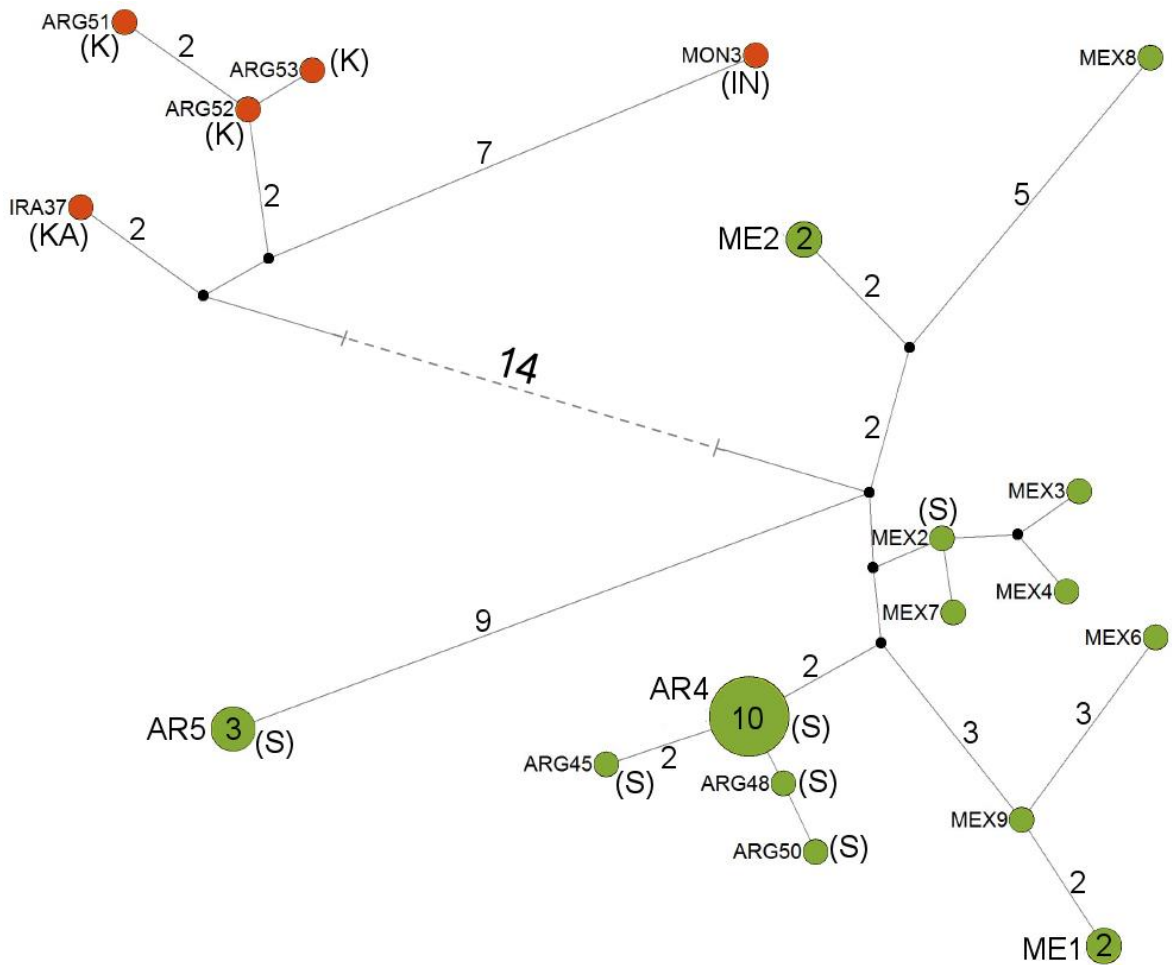 ARG51
(K)
2
ARG53
(K)
ARG52
(K)
MON3
(IN)
MEX8
7
2
5
IRA37
(KA)
2
ME2
2
2
14
2
MEX3
(S)
MEX2
MEX4
MEX7
9
MEX6
2
AR4
10
(S)
AR5
3
(S)
3
3
ARG45
(S)
2
ARG48
(S)
MEX9
ARG50
(S)
2
ME1
2